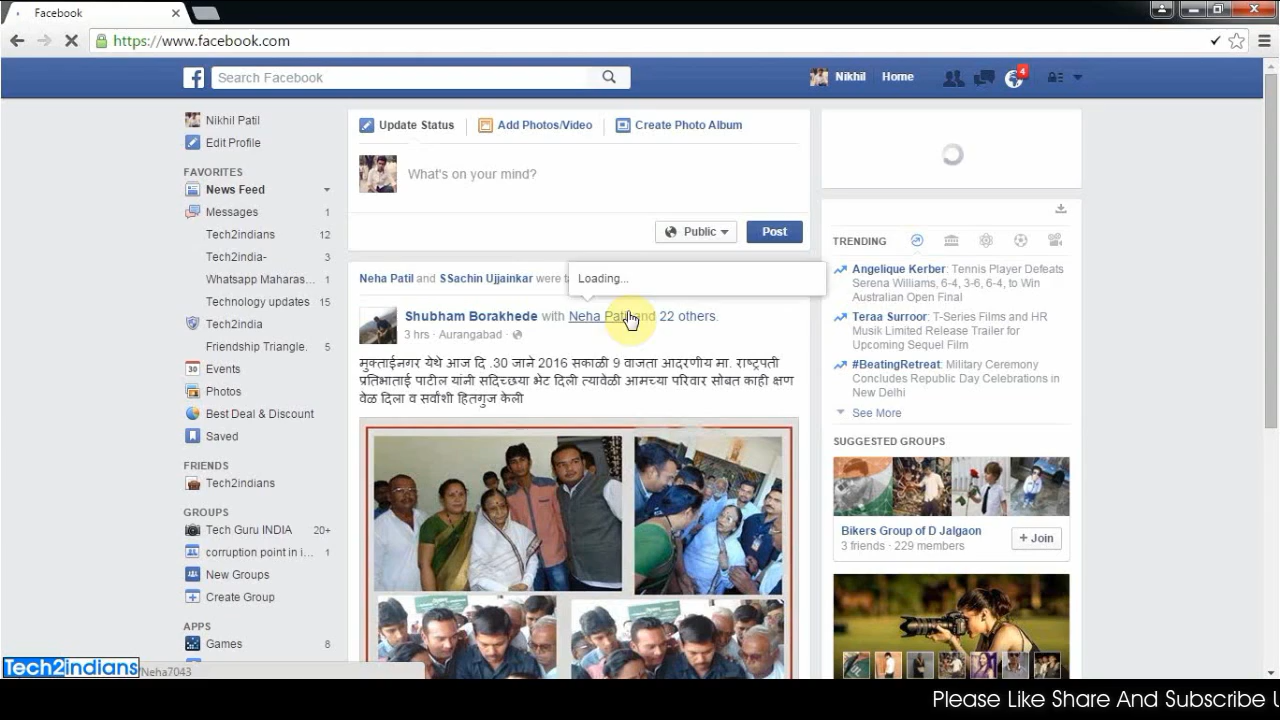 Facebook
https://www.facebook.com
Search Facebook
Nikhil
Home
4
Nikhil Patil
Edit Profile
FAVORITES
News Feed
Messages 1
Tech2indians 12
Tech2india- 3
Whatsapp Maharas... 1
Technology updates 15
Tech2india
Friendship Triangle. 5
30 Events
Photos
Best Deal & Discount
Saved
FRIENDS
Tech2indians
GROUPS
Tech Guru INDIA 20+
corruption point in i... 1
New Groups
Create Group
APPS
Games 8
Tech2indians
/Neha7043
Update Status
Add Photos/Video
Create Photo Album
What's on your mind?
Public
Post
Neha Patil and SSachin Ujjainkar were
Loading...
Shubham Borakhede with Neha Patil and 22 others.
3 hrs · Aurangabad ·
मुक्ताईनगर येथे आज दि .30 जाने 2016 सकाळी 9 वाजता आदरणीय मा. राष्ट्रपती
प्रतिभाताई पाटील यांनी सदिच्छया भेट दिली त्यावेळी आमच्या परिवार सोबत काही क्षण
वेळ दिला व सर्वांशी हितगुज केली
TRENDING
Angelique Kerber: Tennis Player Defeats
Serena Williams, 6-4, 3-6, 6-4, to Win
Australian Open Final
Teraa Surroor: T-Series Films and HR
Musik Limited Release Trailer for
Upcoming Sequel Film
#BeatingRetreat: Military Ceremony
Concludes Republic Day Celebrations in
New Delhi
See More
SUGGESTED GROUPS
Bikers Group of D Jalgaon
3 friends · 229 members
+ Join
Please Like Share And Subscribe